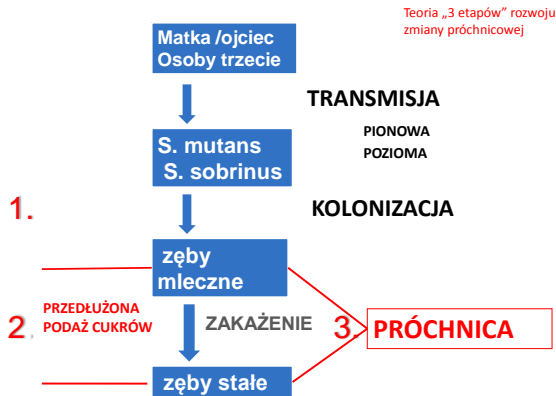 Teoria „3 etapów” rozwoju
zmiany próchnicowej
Matka /ojciec
Osoby trzecie
TRANSMISJA
PIONOWA
POZIOMA
S. mutans
S. sobrinus
1.
KOLONIZACJA
zęby
mleczne
2.
PRZEDŁUŻONA
PODAŻ CUKRÓW
ZAKAŻENIE
3.
PRÓCHNICA
zęby stałe